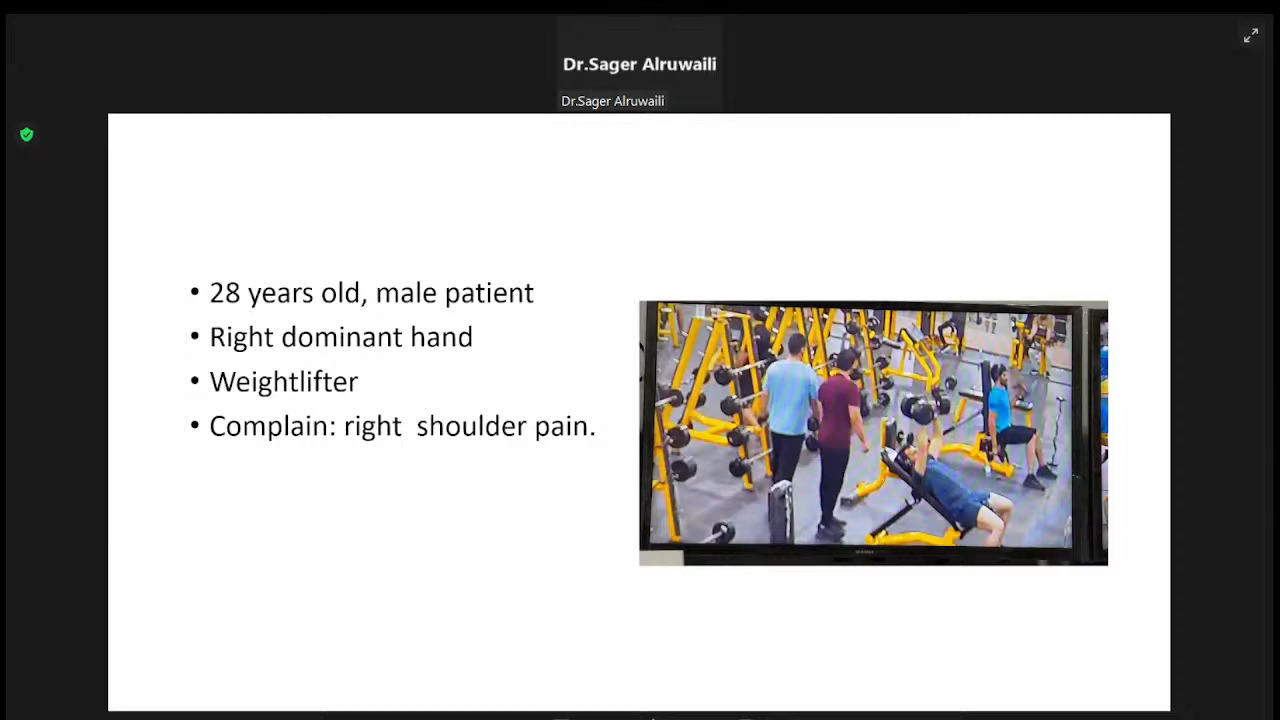 Dr.Sager Alruwaili
Dr.Sager Alruwaili
• 28 years old, male patient
• Right dominant hand
• Weightlifter
• Complain: right  shoulder pain.